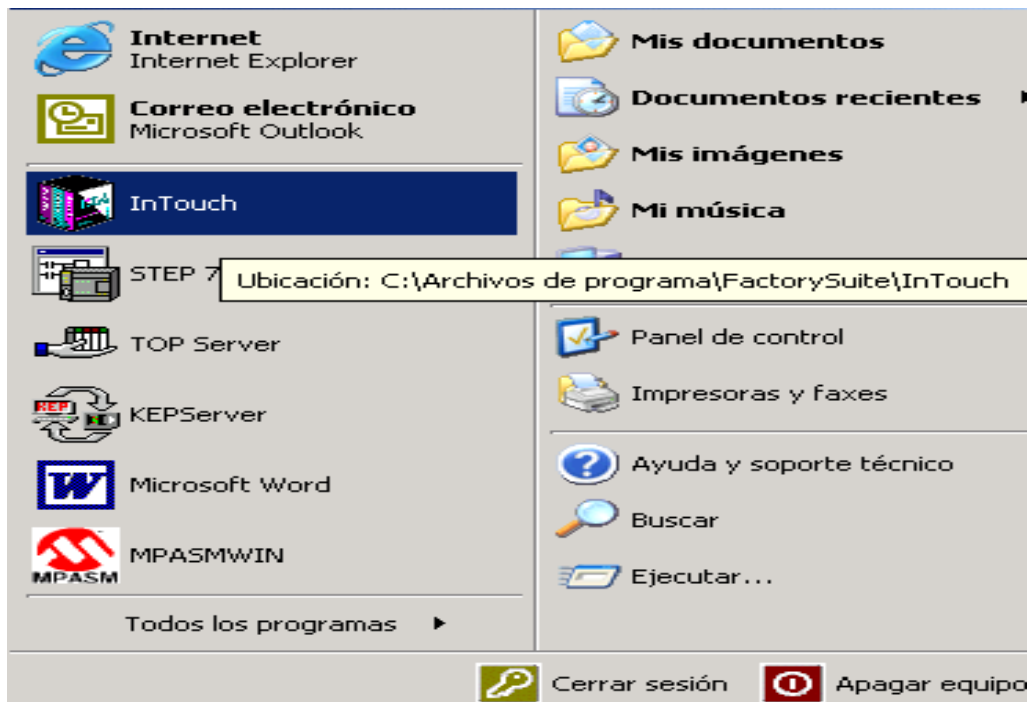 Internet
Internet Explorer
Correo electrónico
Microsoft Outlook
InTouch
STEP 7
TOP Server
KEPServer
Microsoft Word
MPASM
MPASMWIN
Todos los programas
Mis documentos
Documentos recientes
Mis imágenes
Mi música
Ubicación: C:\Archivos de programa\FactorySuite\InTouch
Panel de control
Impresoras y faxes
Ayuda y soporte técnico
Buscar
Ejecutar...
Cerrar sesión
Apagar equipo